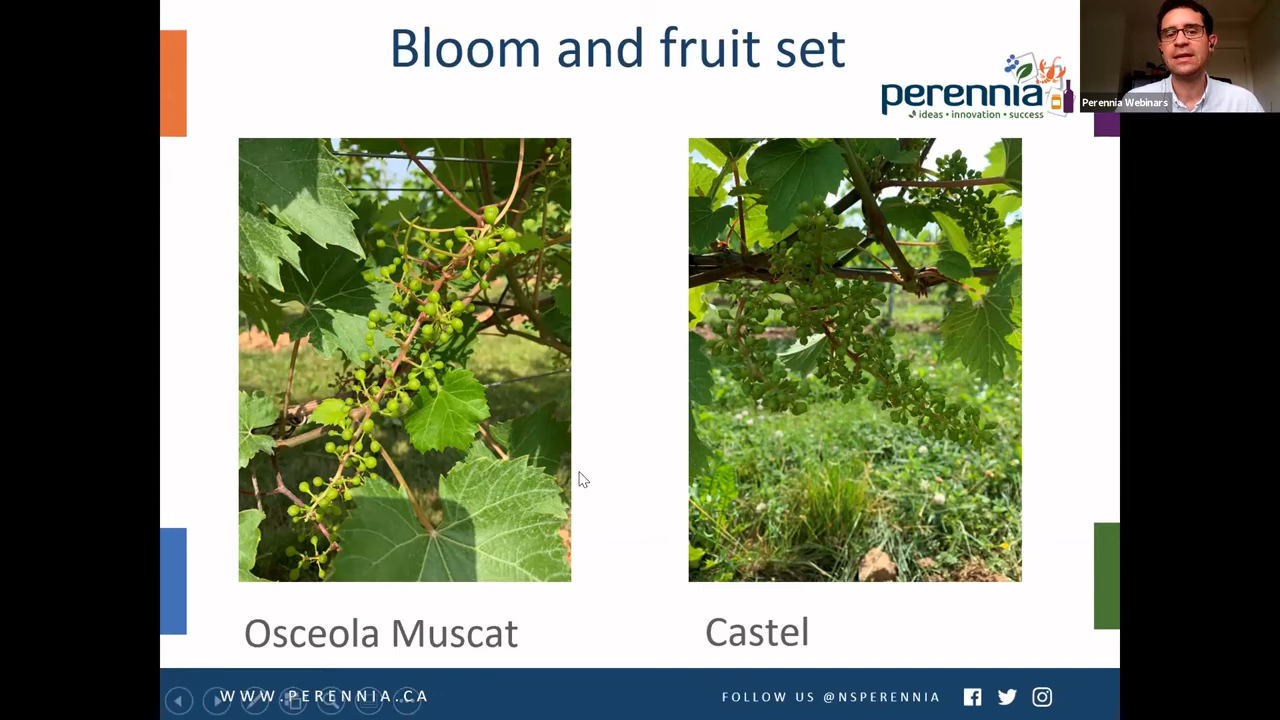 Bloom and fruit set
perennia
ideas • innovation • success
Perennia Webinars
Osceola Muscat
Castel
WWW.PERENNIA.CA
FOLLOW US @NSPERENNIA